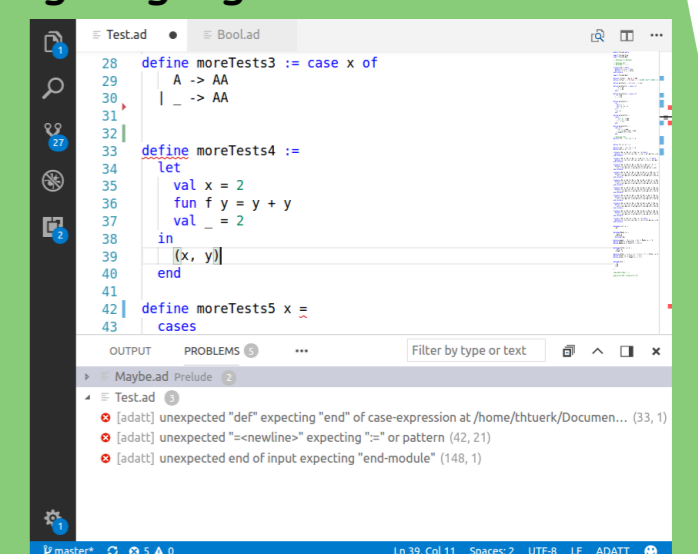 Test.ad
Bool.ad
28 define moreTests3 := case x of
29 A -> AA
30 | _ -> AA
31
32
33 define moreTests4 :=
34 let
35 val x = 2
36 fun f y = y + y
37 val _ = 2
38 in
39 (x, y)
40 end
41
42 define moreTests5 x =
43 cases
OUTPUT PROBLEMS 5 ••• Filter by type or text
Maybe.ad Prelude 2
Test.ad 3
[adatt] unexpected "def" expecting "end" of case-expression at /home/thtuerk/Documen... (33, 1)
[adatt] unexpected "=<newline>" expecting ":=" or pattern (42, 21)
[adatt] unexpected end of input expecting "end-module" (148, 1)
1
27
2
1
master* 5 0 Ln 39, Col 11 Spaces: 2 UTF-8 LF ADATT